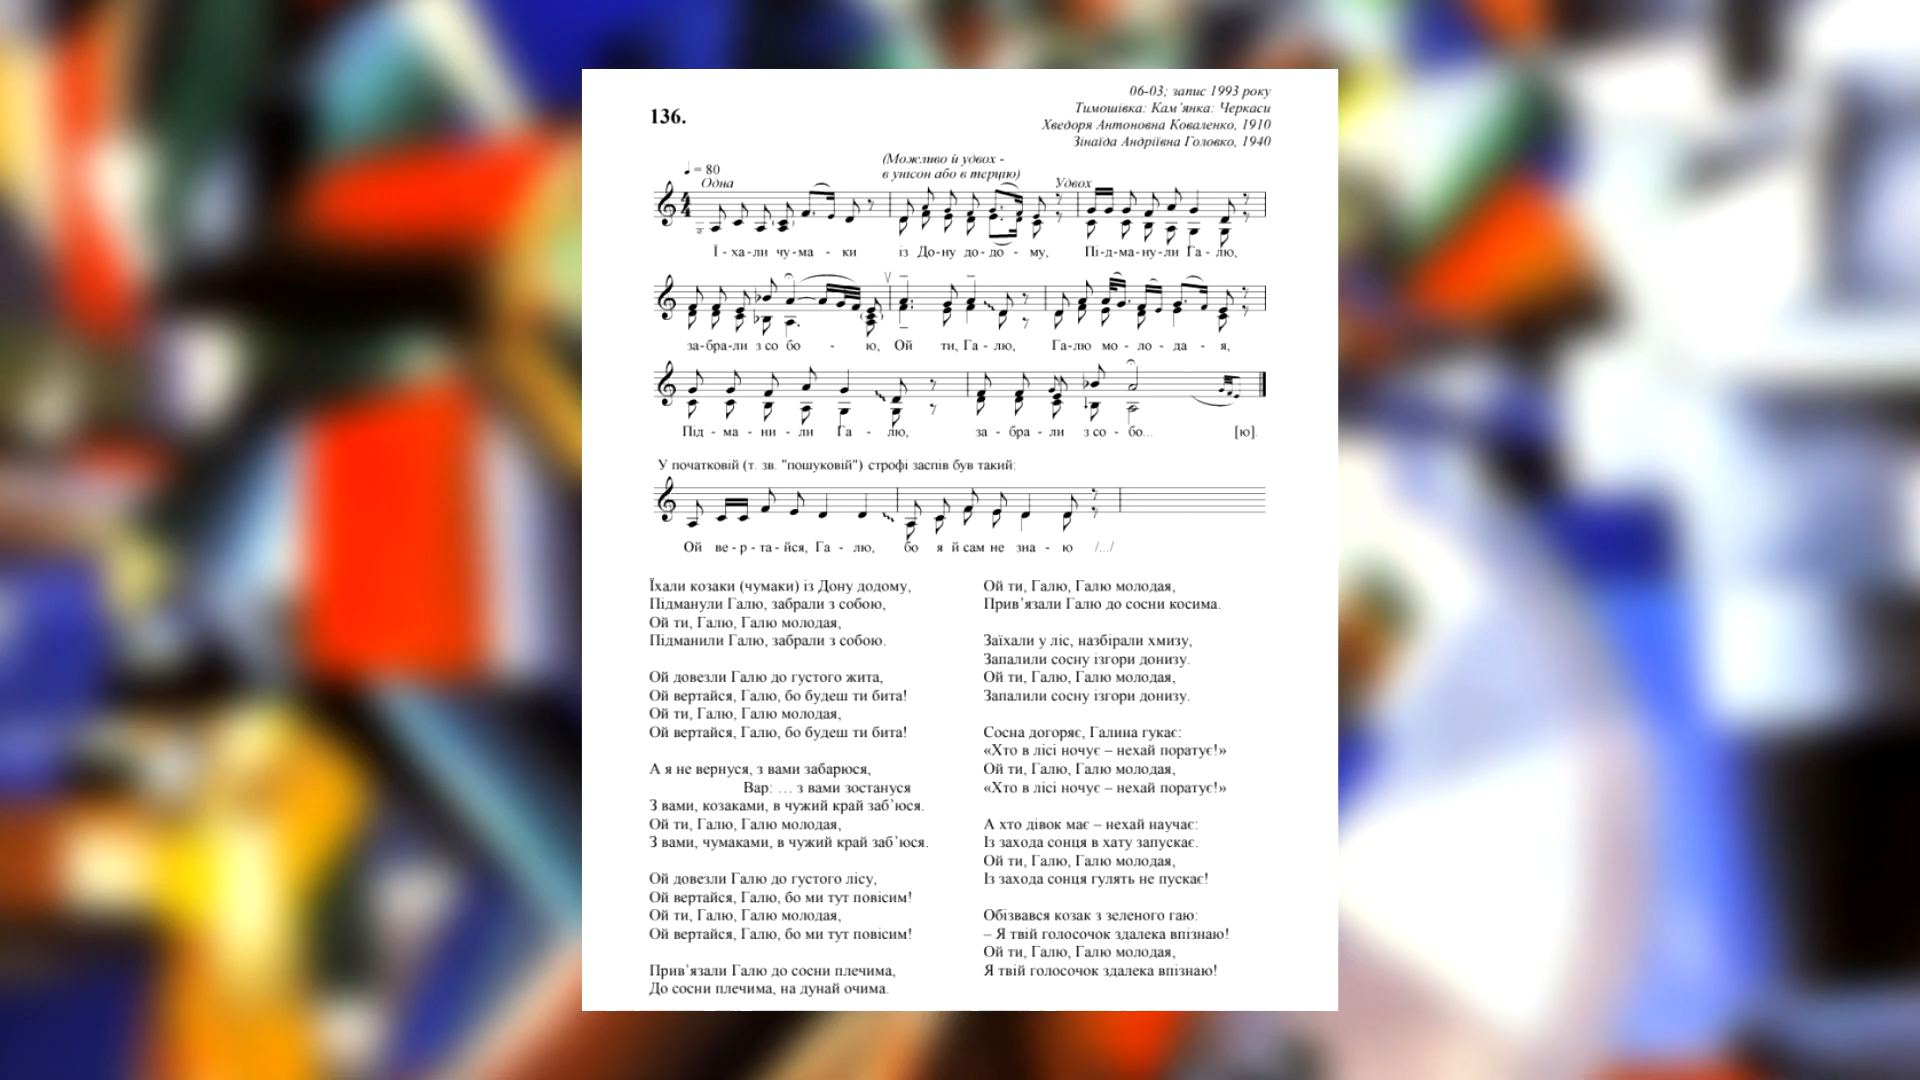 136.
06-03; запис 1993 року
Тимошівка: Кам'янка: Черкаси
Хведоря Антоновна Коваленко, 1910
Зінаїда Андріївна Головко, 1940
(Можливо й удвох -
в унісон або в терцію)
♩ = 80
Одна
Удвох
Ї - ха - ли чу - ма - ки із До - ну до - до - му, Пі - д - ма - ну - ли Га - лю,
за - бра - ли з со бо - ю, Ой ти, Га - лю, Га - лю мо - ло - да - я,
Під - ма - ни - ли Га - лю, за - бра - ли з со - бо... [ю].
У початковій (т. зв. "пошуковій") строфі заспів був такий:
Ой ве - р - та - йся, Га - лю, бо я й сам не зна - ю /.../
Їхали козаки (чумаки) із Дону додому,
Підманули Галю, забрали з собою,
Ой ти, Галю, Галю молодая,
Підманили Галю, забрали з собою.
Ой довезли Галю до густого жита,
Ой вертайся, Галю, бо будеш ти бита!
Ой ти, Галю, Галю молодая,
Ой вертайся, Галю, бо будеш ти бита!
А я не вернуся, з вами забарюся,
Вар: … з вами зостануся
З вами, козаками, в чужий край заб’юся.
Ой ти, Галю, Галю молодая,
З вами, чумаками, в чужий край заб’юся.
Ой довезли Галю до густого лісу,
Ой вертайся, Галю, бо ми тут повісим!
Ой ти, Галю, Галю молодая,
Ой вертайся, Галю, бо ми тут повісим!
Прив’язали Галю до сосни плечима,
До сосни плечима, на дунай очима.
Ой ти, Галю, Галю молодая,
Прив’язали Галю до сосни косима.
Заїхали у ліс, назбірали хмизу,
Запалили сосну ізгори донизу.
Ой ти, Галю, Галю молодая,
Запалили сосну ізгори донизу.
Сосна догоряє, Галина гукає:
«Хто в лісі ночує – нехай поратує!»
Ой ти, Галю, Галю молодая,
«Хто в лісі ночує – нехай поратує!»
А хто дівок має – нехай научає:
Із захода сонця в хату запускає.
Ой ти, Галю, Галю молодая,
Із захода сонця гулять не пускає!
Обізвався козак з зеленого гаю:
– Я твій голосочок здалека впізнаю!
Ой ти, Галю, Галю молодая,
Я твій голосочок здалека впізнаю!